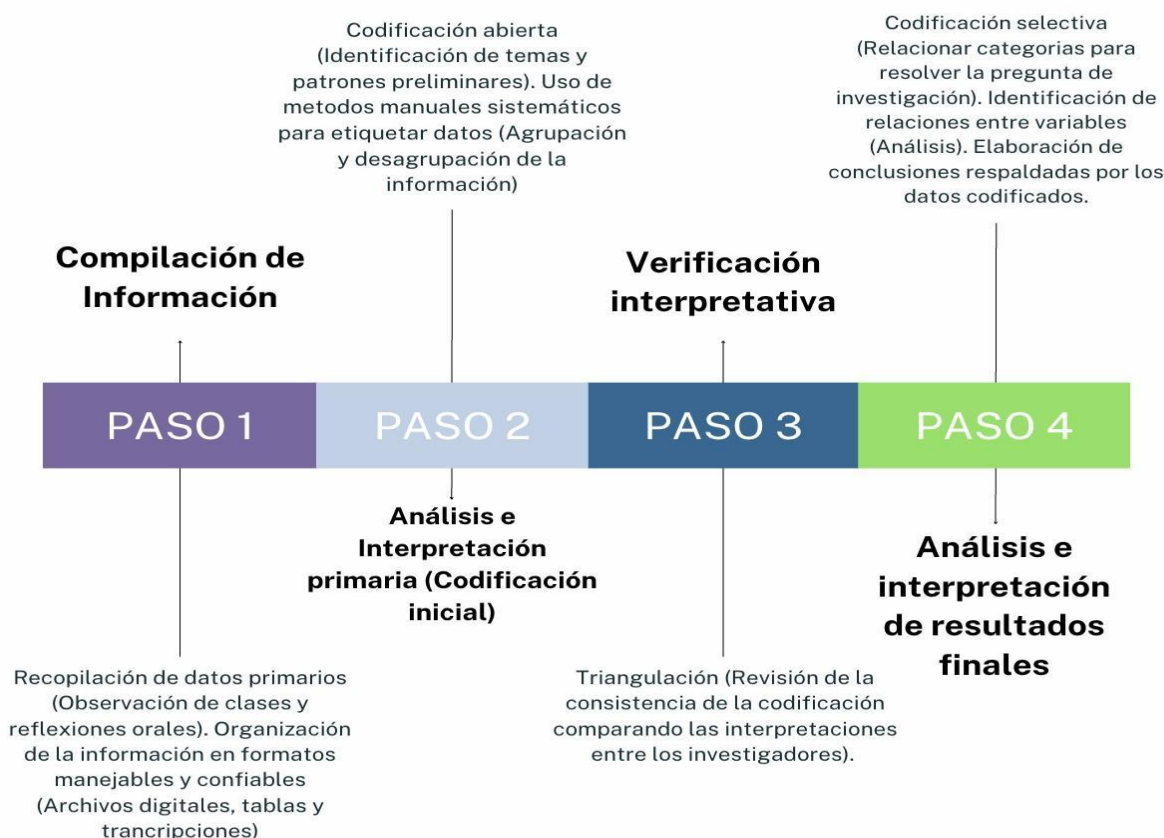 Codificación abierta
(Identificación de temas y
patrones preliminares). Uso de
metodos manuales sistemáticos
para etiquetar datos (Agrupación
y desagrupación de la
información)
Codificación selectiva
(Relacionar categorias para
resolver la pregunta de
investigación). Identificación de
relaciones entre variables
(Análisis). Elaboración de
conclusiones respaldadas por los
datos codificados.
Compilación de
Información
Verificación
interpretativa
PASO 1
PASO 2
PASO 3
PASO 4
Análisis e
Interpretación
primaria (Codificación
inicial)
Análisis e
interpretación
de resultados
finales
Recopilación de datos primarios
(Observación de clases y
reflexiones orales). Organización
de la información en formatos
manejables y confiables
(Archivos digitales, tablas y
trancripciones)
Triangulación (Revisión de la
consistencia de la codificación
comparando las interpretaciones
entre los investigadores).